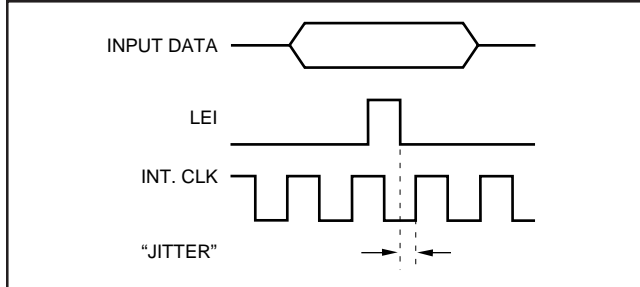 INPUT DATA
LEI
INT. CLK
“JITTER”